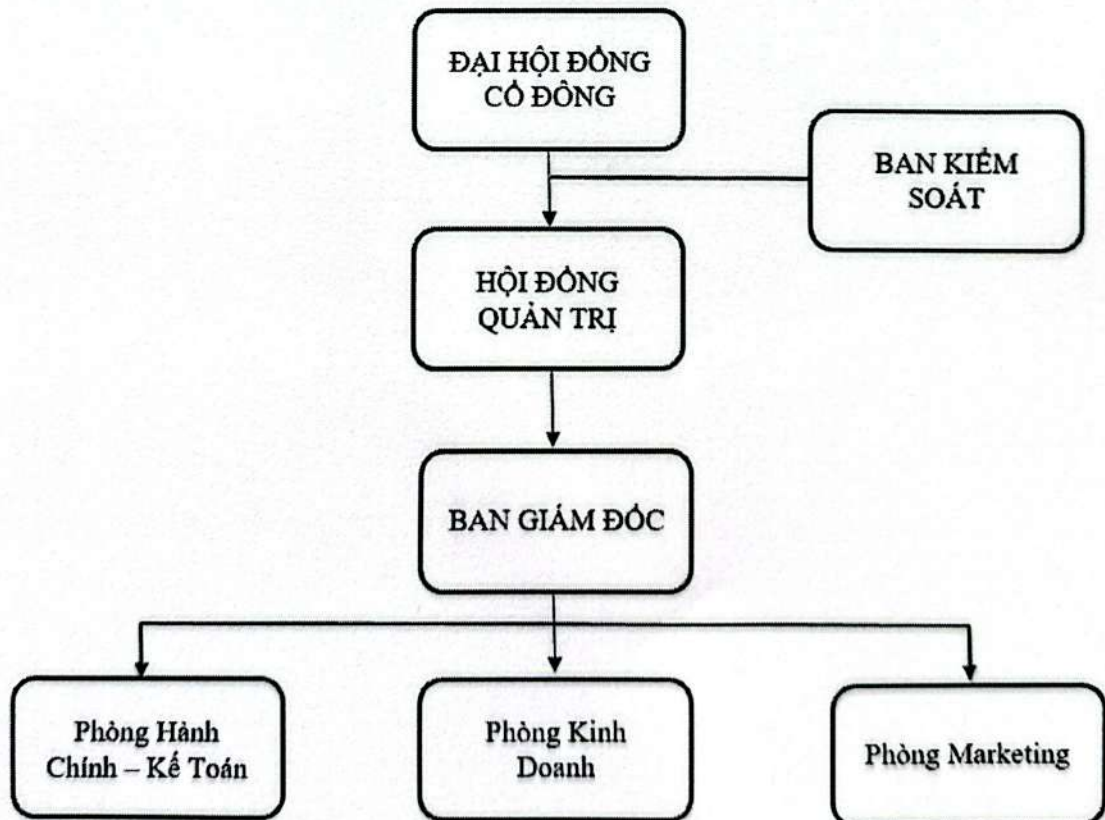 ĐẠI HỘI ĐỒNG
CỔ ĐÔNG
BAN KIỂM
SOÁT
HỘI ĐỒNG
QUẢN TRỊ
BAN GIÁM ĐỐC
Phòng Hành
Chính – Kế Toán
Phòng Kinh
Doanh
Phòng Marketing